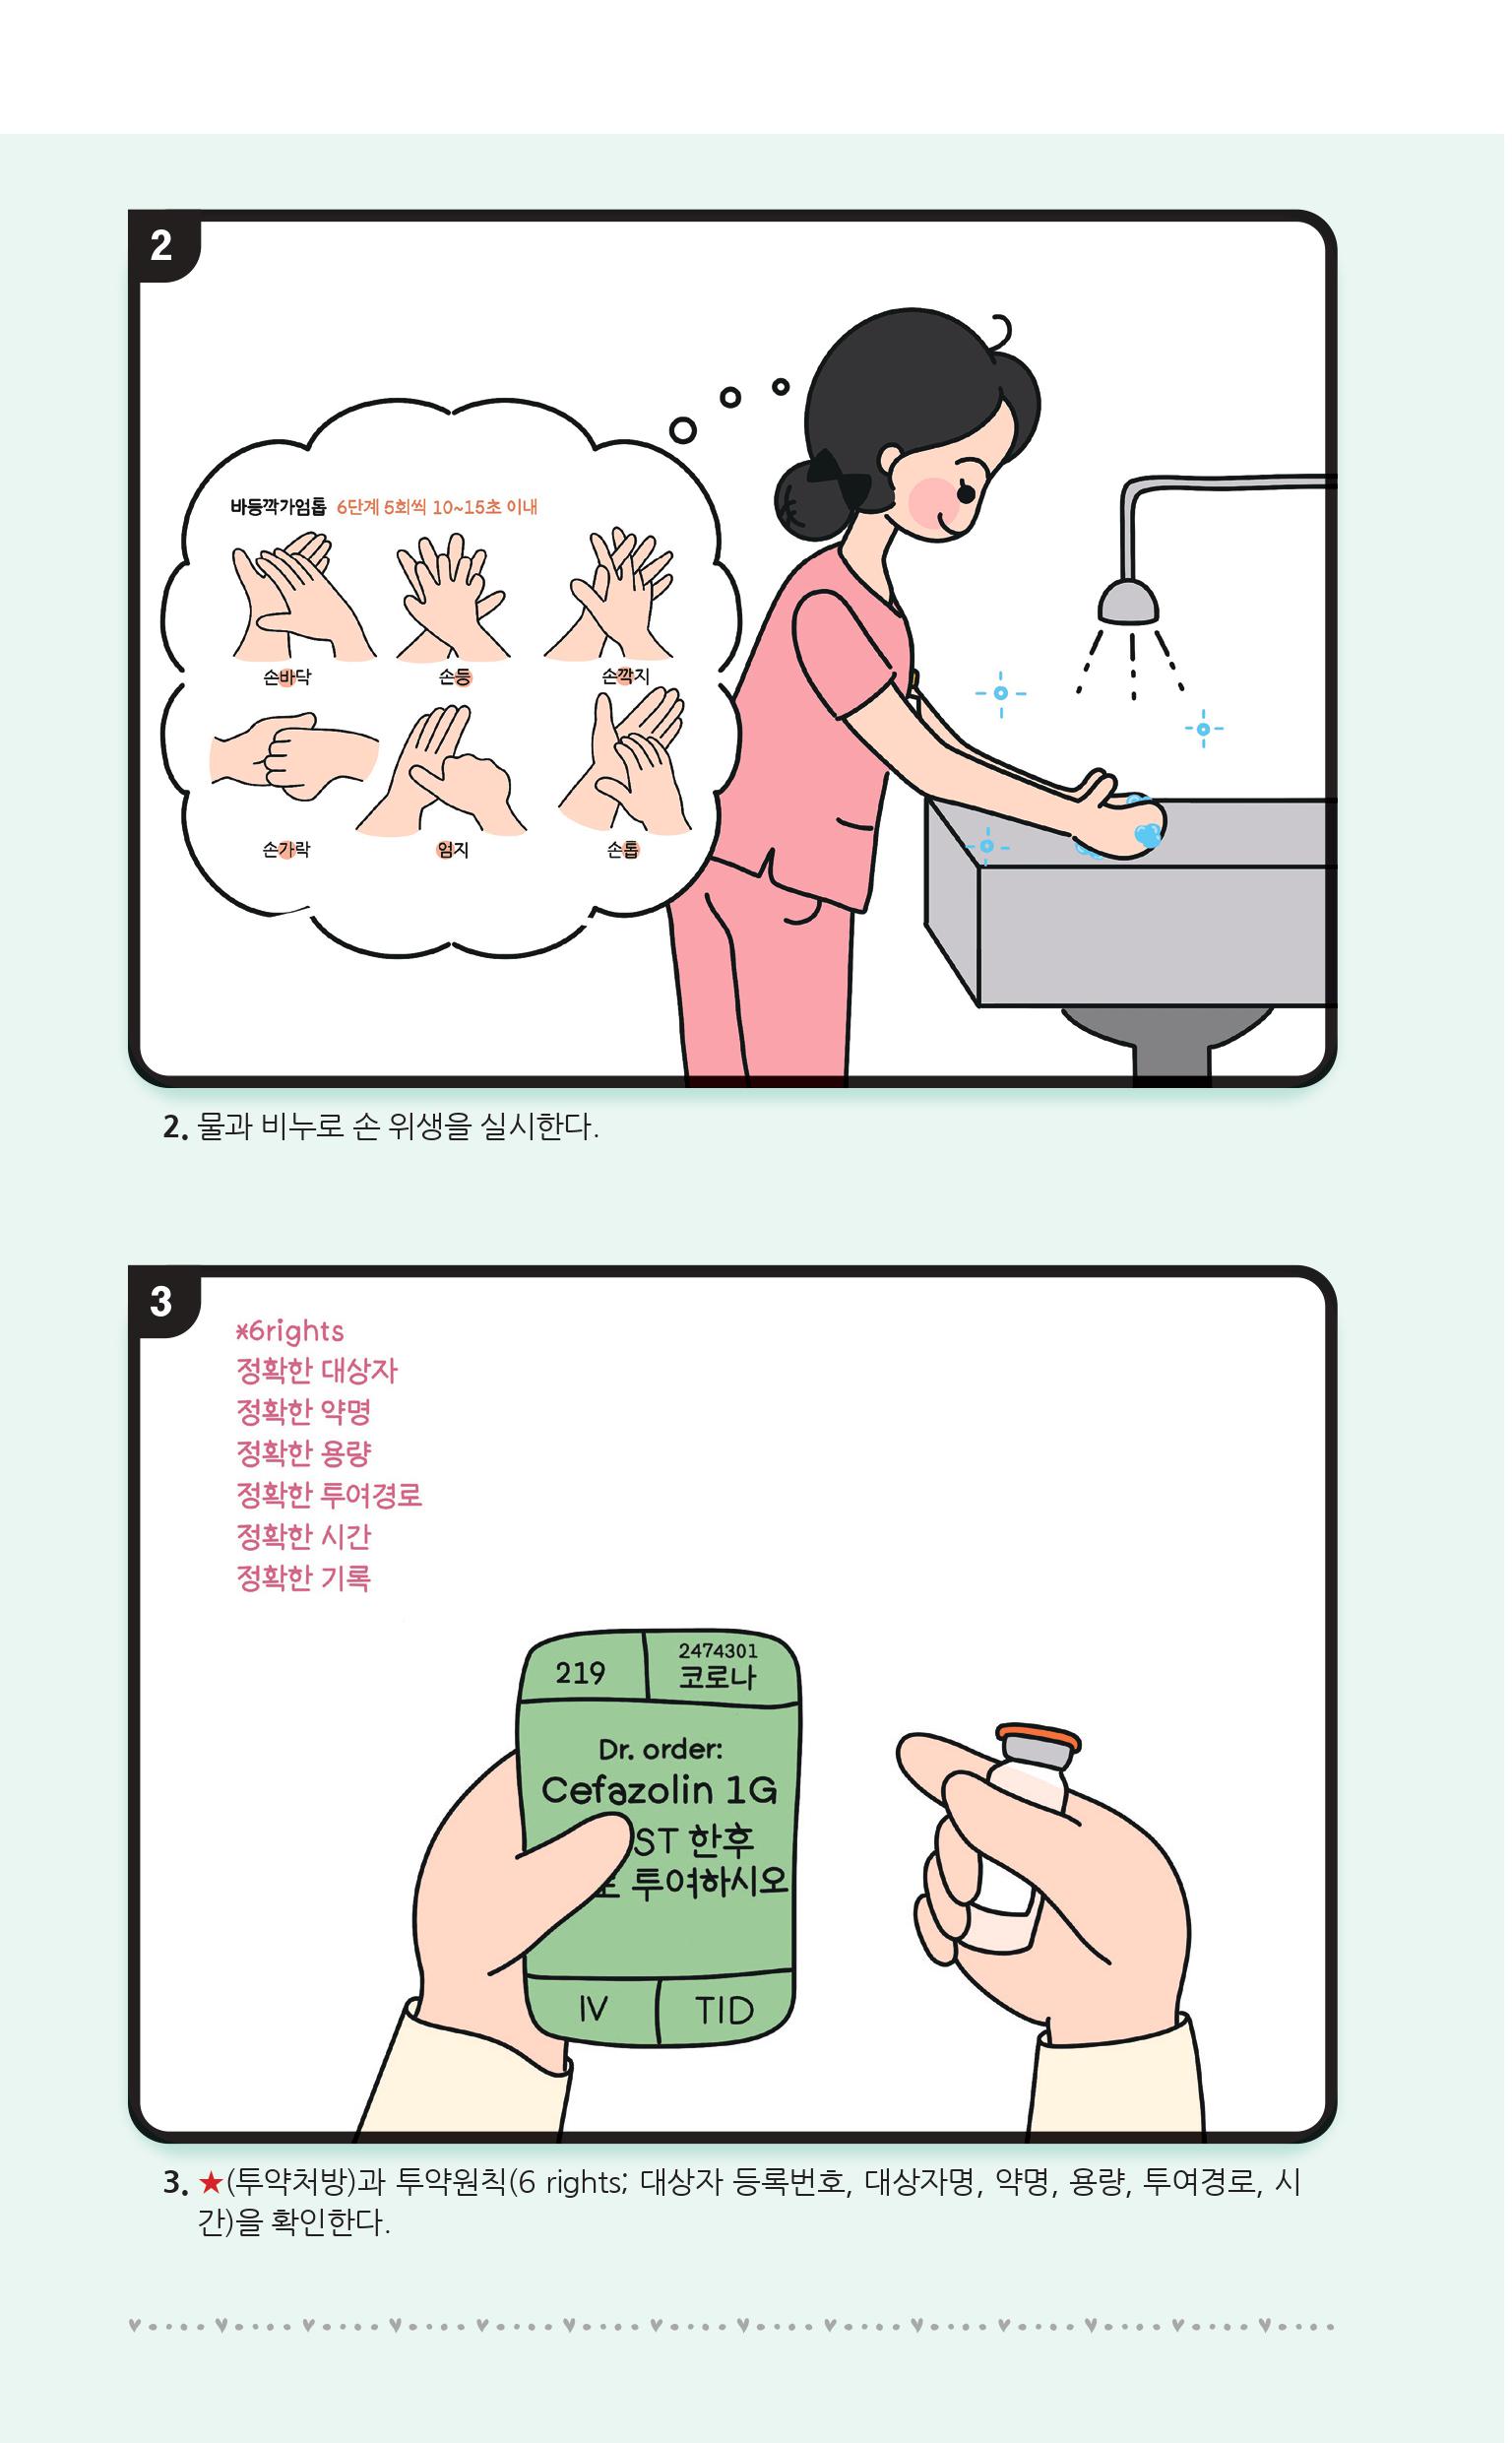 2
바등깍가엄톱 6단계 5회씩 10~15초 이내
손바닥 손등 손깍지
손가락 엄지 손톱
2. 물과 비누로 손 위생을 실시한다.
3
*6rights
정확한 대상자
정확한 약명
정확한 용량
정확한 투여경로
정확한 시간
정확한 기록
219
2474301
코로나
Dr. order:
Cefazolin 1G
ST 한후
투여하시오
IV TID
3. ★(투약처방)과 투약원칙(6 rights; 대상자 등록번호, 대상자명, 약명, 용량, 투여경로, 시
간)을 확인한다.